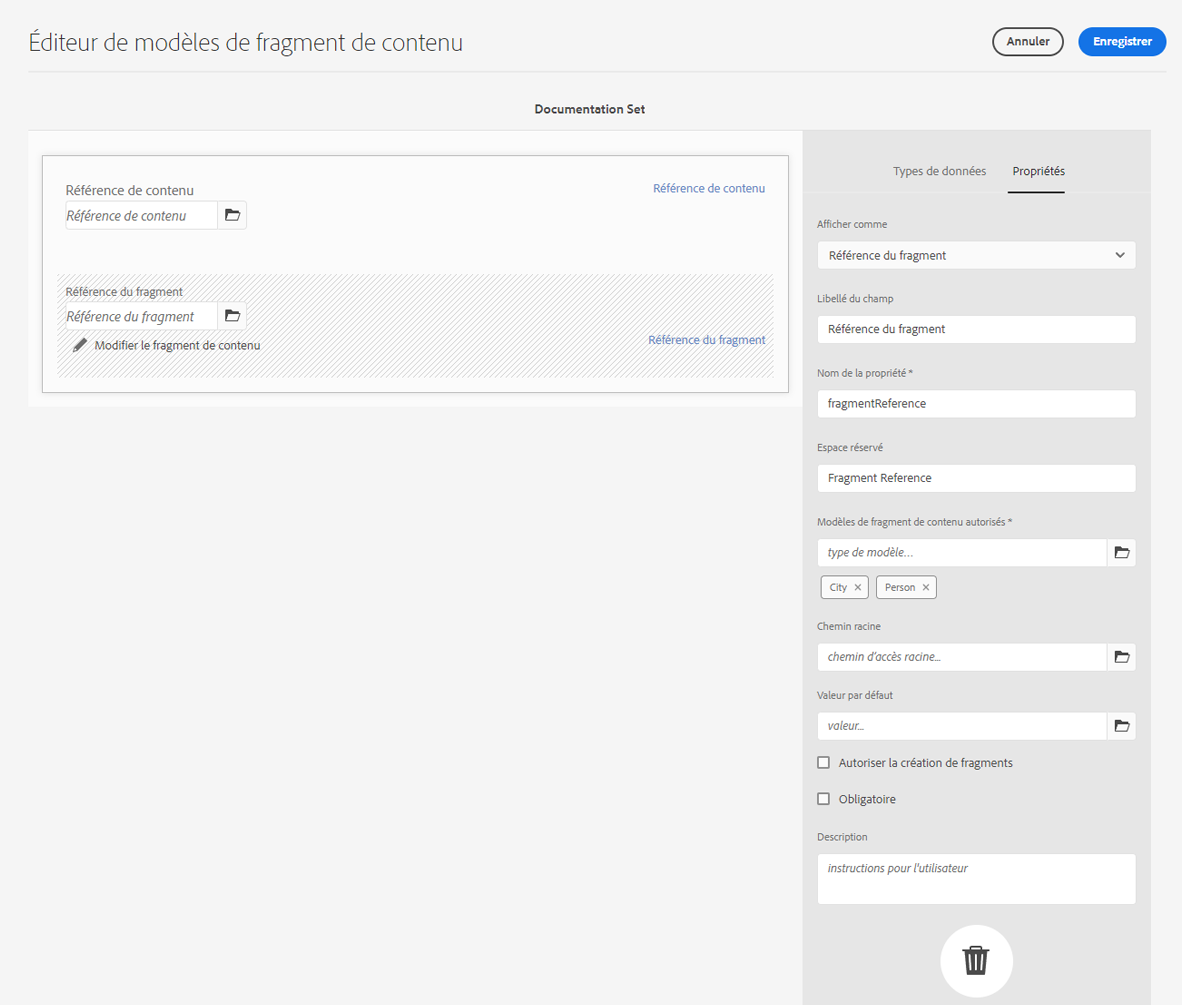 Éditeur de modèles de fragment de contenu
Annuler
Enregistrer
Documentation Set
Référence de contenu
Référence de contenu
Référence de contenu
Référence du fragment
Référence du fragment
Modifier le fragment de contenu
Référence du fragment
Types de données
Propriétés
Afficher comme
Référence du fragment
Libellé du champ
Référence du fragment
Nom de la propriété *
fragmentReference
Espace réservé
Fragment Reference
Modèles de fragment de contenu autorisés *
type de modèle...
City ×
Person ×
Chemin racine
chemin d'accès racine...
Valeur par défaut
valeur...
Autoriser la création de fragments
Obligatoire
Description
instructions pour l'utilisateur